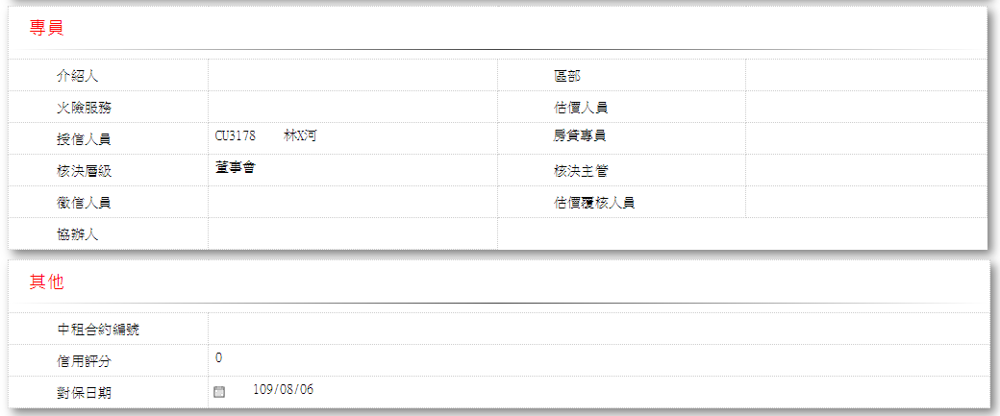 專員
介紹人 區部
火險服務 估價人員
授信人員 CU3178 林X河 房貸專員
核決層級 董事會 核決主管
徵信人員 估價覆核人員
協辦人
其他
中租合約編號
信用評分 0
對保日期 109/08/06